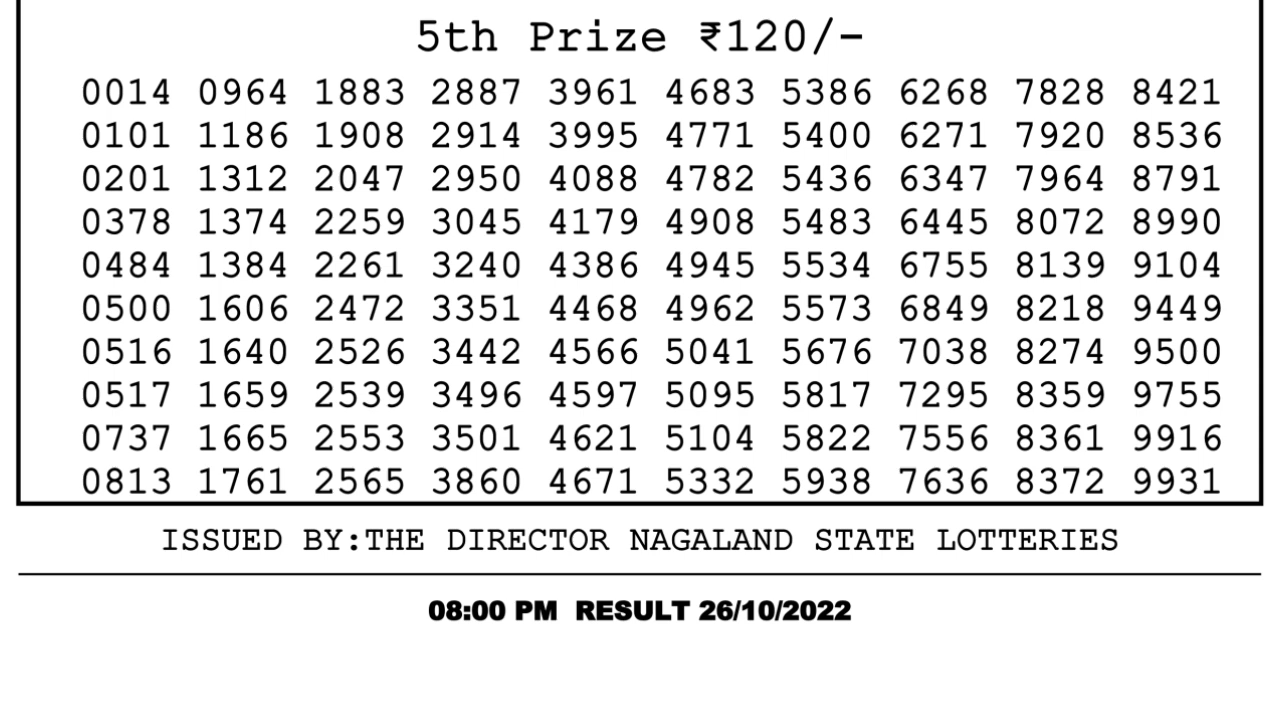 5th Prize ₹120/-
0014 0964 1883 2887 3961 4683 5386 6268 7828 8421
0101 1186 1908 2914 3995 4771 5400 6271 7920 8536
0201 1312 2047 2950 4088 4782 5436 6347 7964 8791
0378 1374 2259 3045 4179 4908 5483 6445 8072 8990
0484 1384 2261 3240 4386 4945 5534 6755 8139 9104
0500 1606 2472 3351 4468 4962 5573 6849 8218 9449
0516 1640 2526 3442 4566 5041 5676 7038 8274 9500
0517 1659 2539 3496 4597 5095 5817 7295 8359 9755
0737 1665 2553 3501 4621 5104 5822 7556 8361 9916
0813 1761 2565 3860 4671 5332 5938 7636 8372 9931
ISSUED BY:THE DIRECTOR NAGALAND STATE LOTTERIES
08:00 PM RESULT 26/10/2022